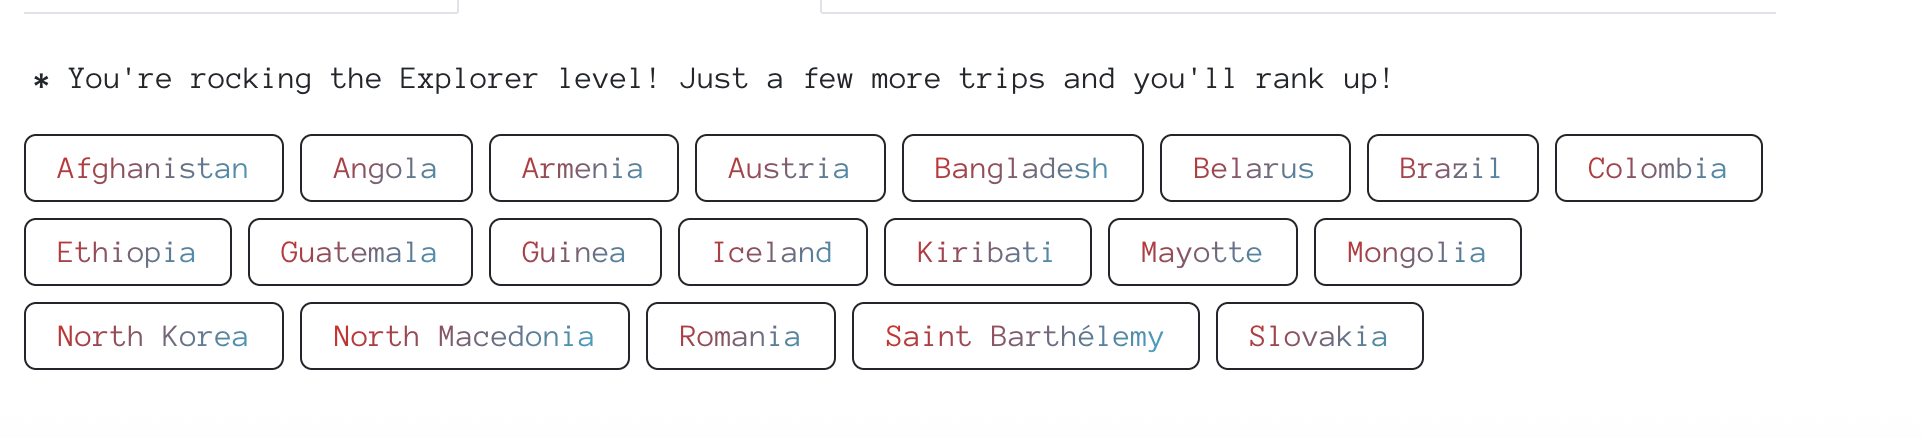 * You're rocking the Explorer level! Just a few more trips and you'll rank up!
Afghanistan Angola Armenia Austria Bangladesh Belarus Brazil Colombia
Ethiopia Guatemala Guinea Iceland Kiribati Mayotte Mongolia
North Korea North Macedonia Romania Saint Barthélemy Slovakia